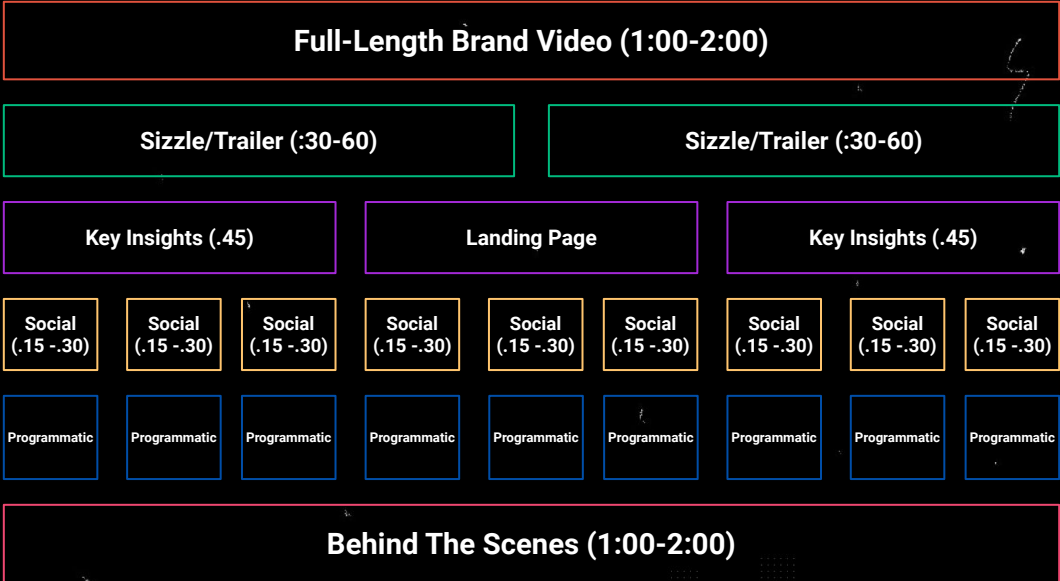 Full-Length Brand Video (1:00-2:00)
Sizzle/Trailer (:30-60)
Sizzle/Trailer (:30-60)
Key Insights (.45)
Landing Page
Key Insights (.45)
Social
(.15 -.30)
Social
(.15 -.30)
Social
(.15 -.30)
Social
(.15 -.30)
Social
(.15 -.30)
Social
(.15 -.30)
Social
(.15 -.30)
Social
(.15 -.30)
Social
(.15 -.30)
Programmatic
Programmatic
Programmatic
Programmatic
Programmatic
Programmatic
Programmatic
Programmatic
Programmatic
Behind The Scenes (1:00-2:00)